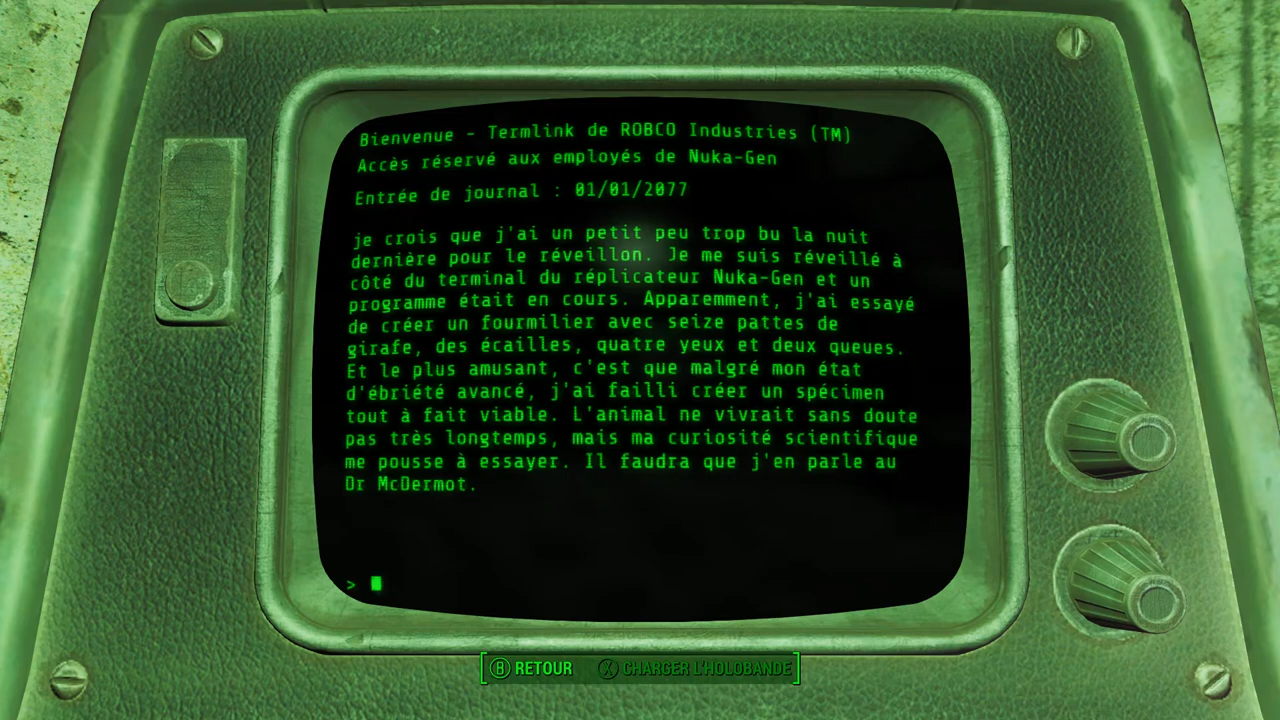 Bienvenue - Termlink de ROBCO Industries (TM)
Accès réservé aux employés de Nuka-Gen
Entrée de journal : 01/01/2077
je crois que j'ai un petit peu trop bu la nuit
dernière pour le réveillon. Je me suis réveillé à
côté du terminal du réplicateur Nuka-Gen et un
programme était en cours. Apparemment, j'ai essayé
de créer un fourmilier avec seize pattes de
girafe, des écailles, quatre yeux et deux queues.
Et le plus amusant, c'est que malgré mon état
d'ébriété avancé, j'ai failli créer un spécimen
tout à fait viable. L'animal ne vivrait sans doute
pas très longtemps, mais ma curiosité scientifique
me pousse à essayer. Il faudra que j'en parle au
Dr McDermot.
>
B RETOUR X CHARGER L'HOLOBANDE